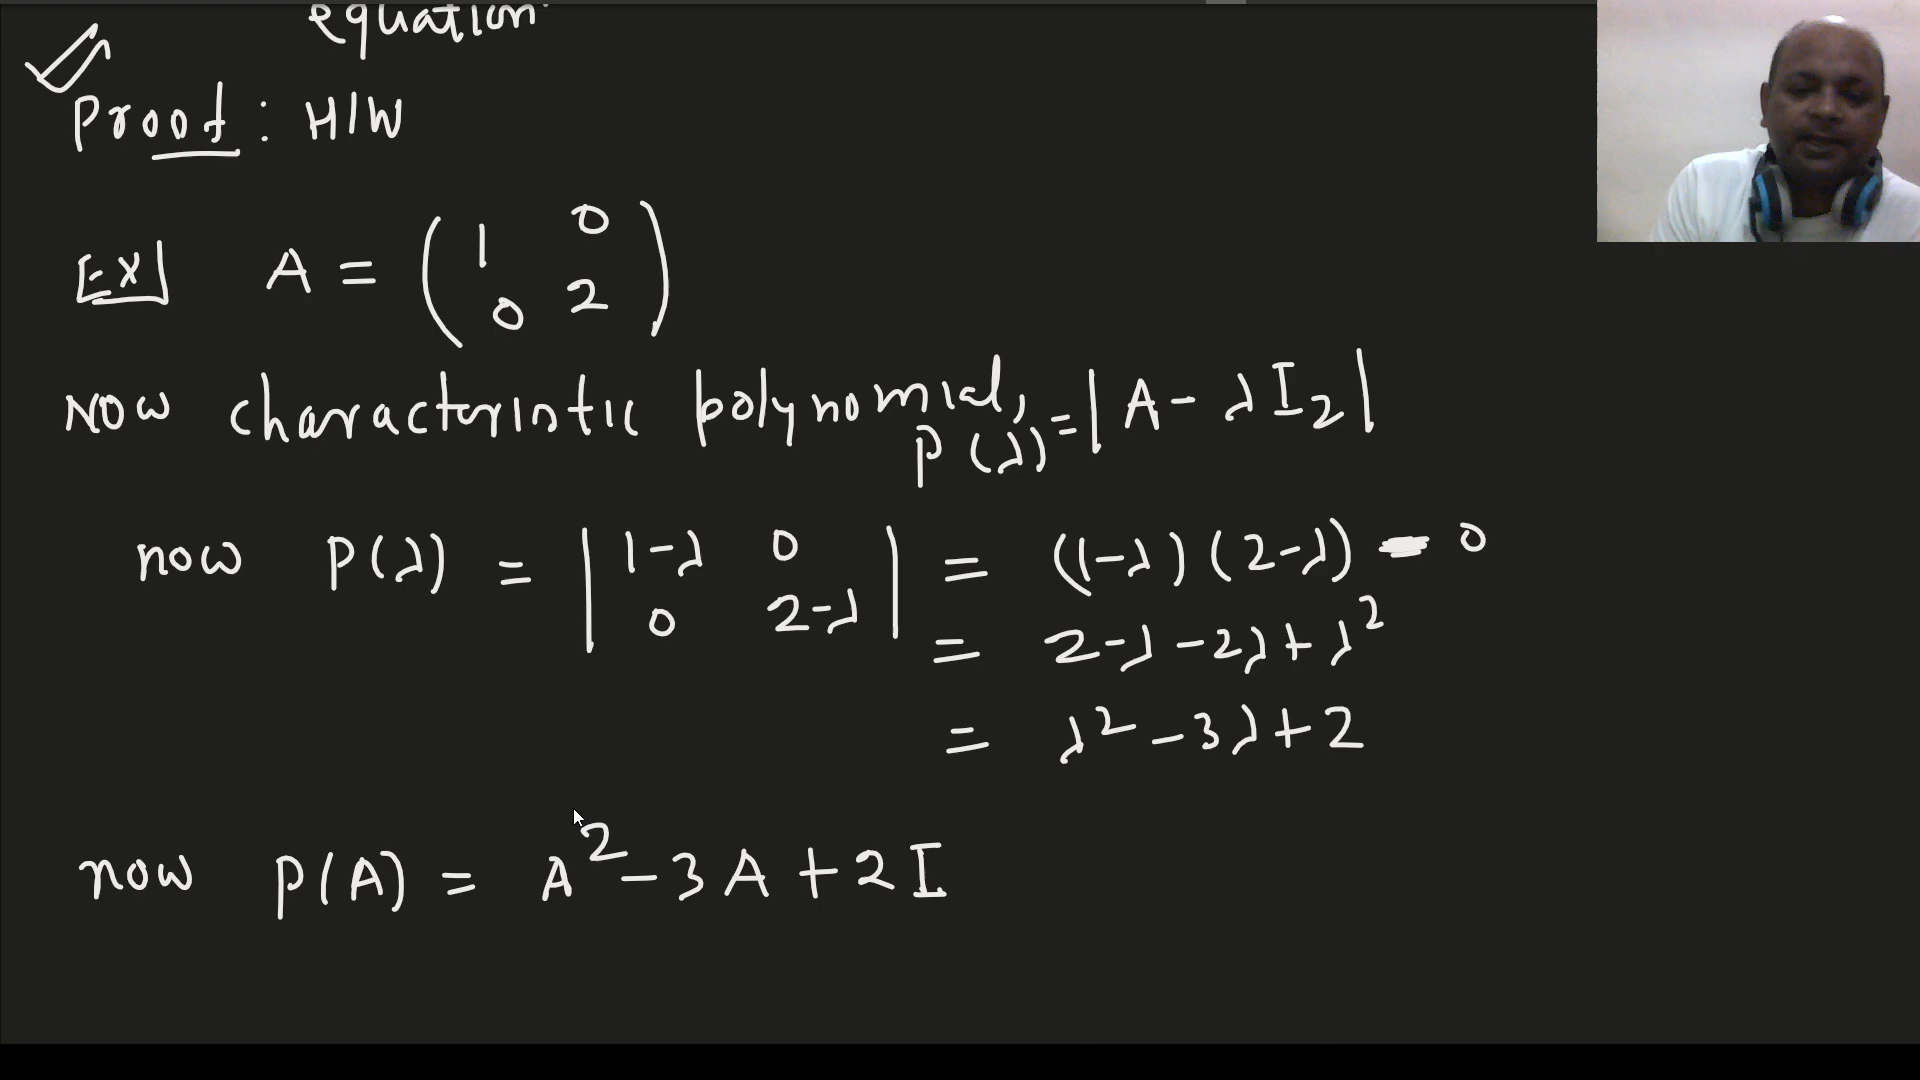 equation.
Proof : H/W
Ex A = ( 1 0
0 2 )
Now characteristic polynomial, P(λ) = | A - λ I₂ |
now P(λ) = | 1-λ 0 | = (1-λ) (2-λ) - 0
| 0 2-λ |
= 2-λ-2λ+λ²
= λ²-3λ+2
now P(A) = A²-3A+2I